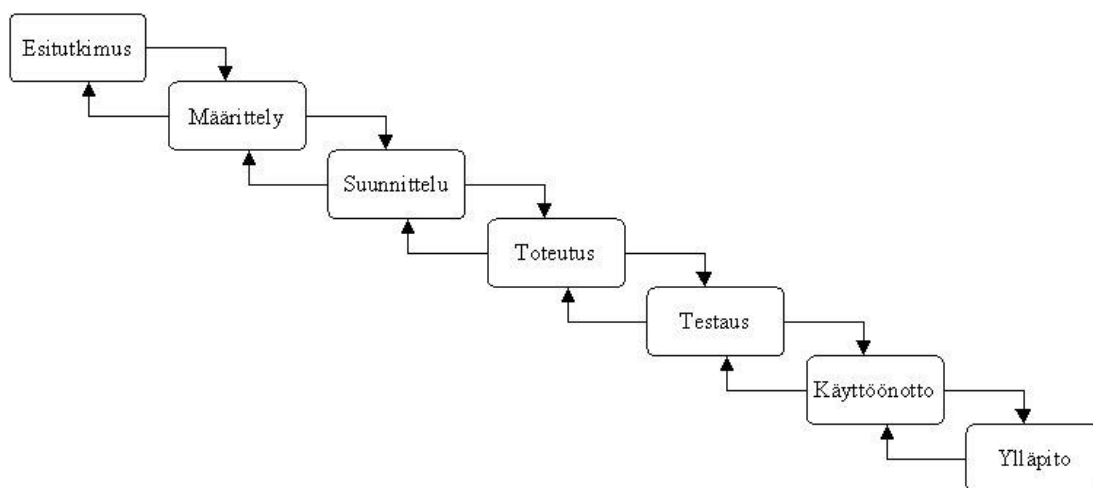 Esitutkimus
Määrittely
Suunnittelu
Toteutus
Testaus
Käyttöönotto
Ylläpito